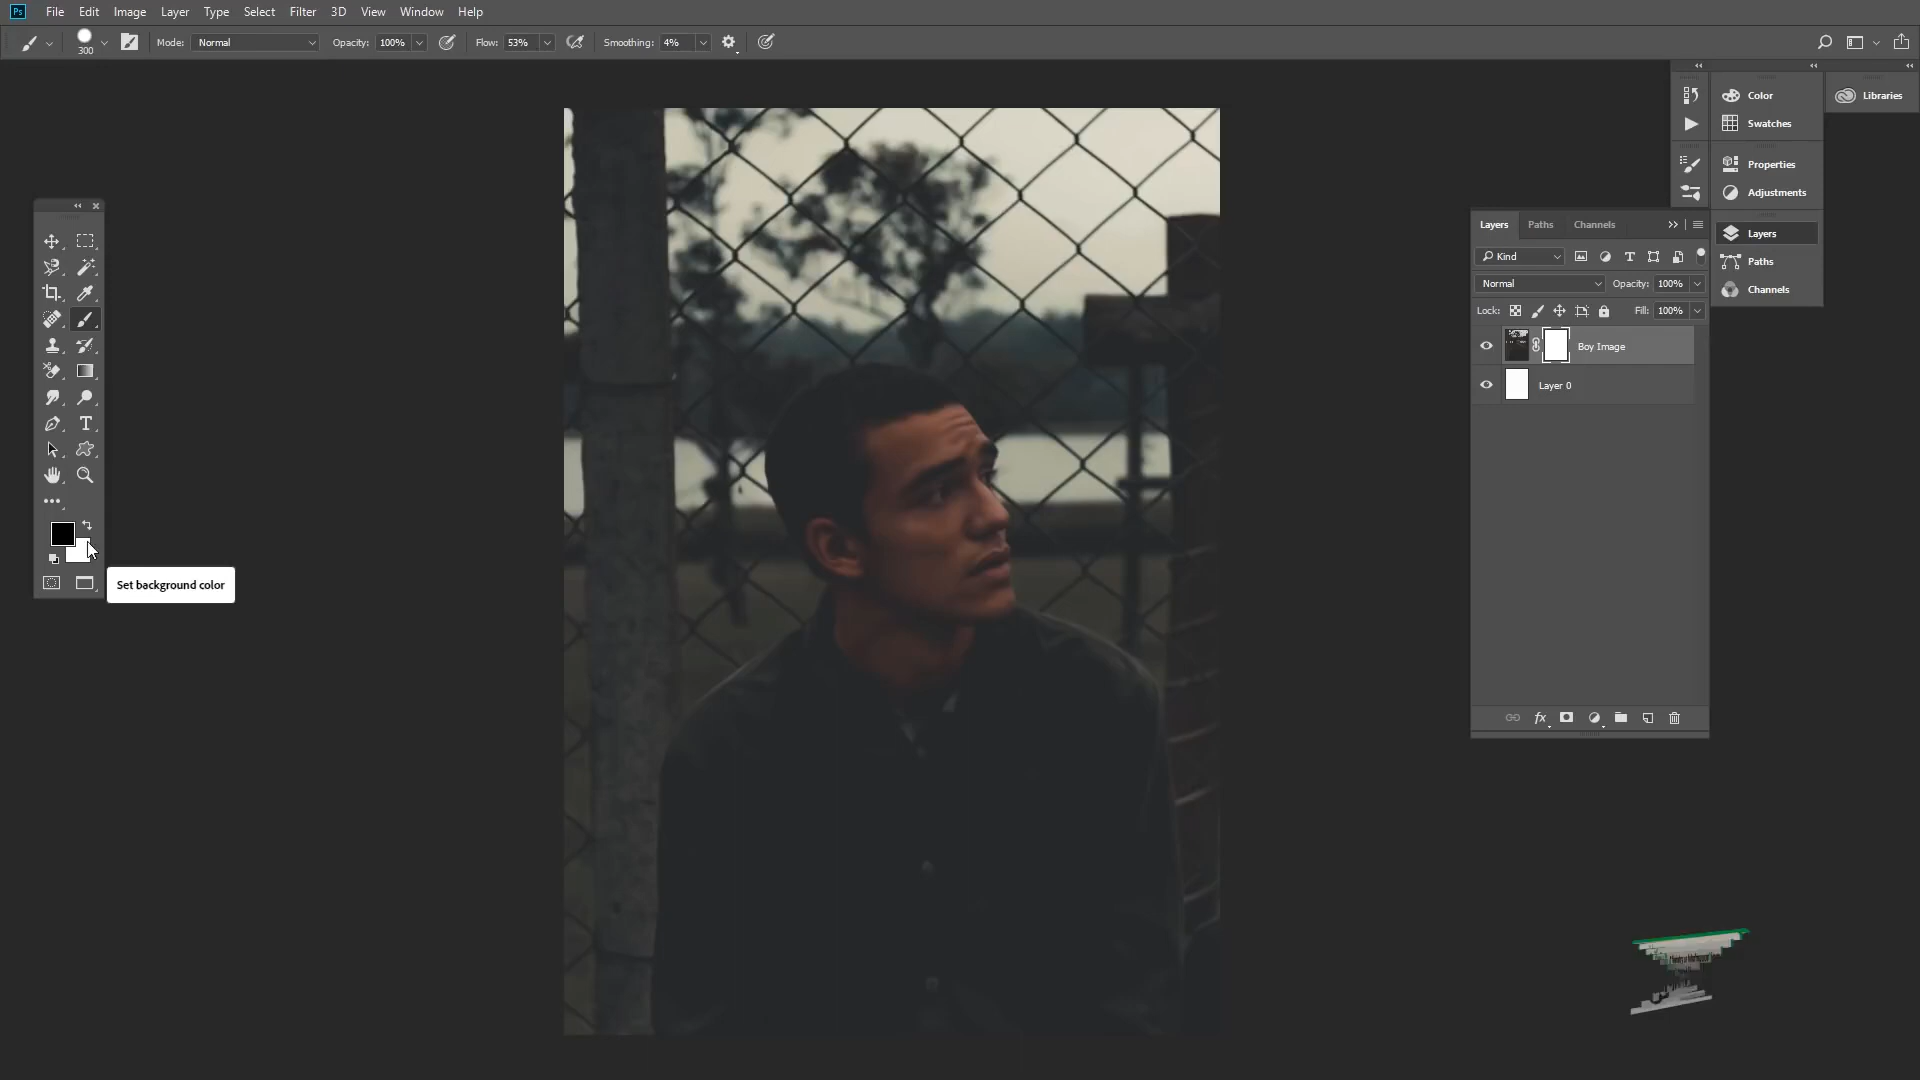 Ps File Edit Image Layer Type Select Filter 3D View Window Help
300 Mode: Normal Opacity: 100% Flow: 53% Smoothing: 4%
Color
Libraries
Swatches
Properties
Adjustments
Layers Paths Channels
Layers
Kind
Paths
Normal Opacity: 100%
Channels
Lock: Fill: 100%
Boy Image
Layer 0
fx
Set background color